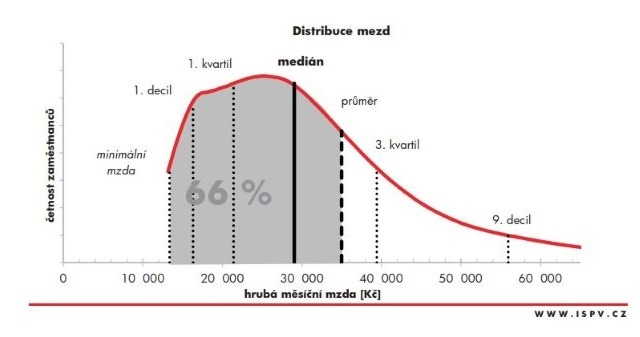 Distribuce mezd
1. kvartil
medián
1. decil
průměr
3. kvartil
minimální
mzda
66 %
9. decil
četnost zaměstnanců
0
10 000
20 000
30 000
40 000
50 000
60 000
hrubá měsíční mzda [Kč]
WWW.ISPV.CZ